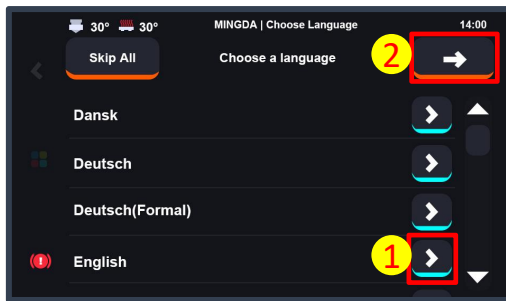 30° 30° MINGDA | Choose Language 14:00
Skip All Choose a language 2
Dansk
Deutsch
Deutsch(Formal)
English 1